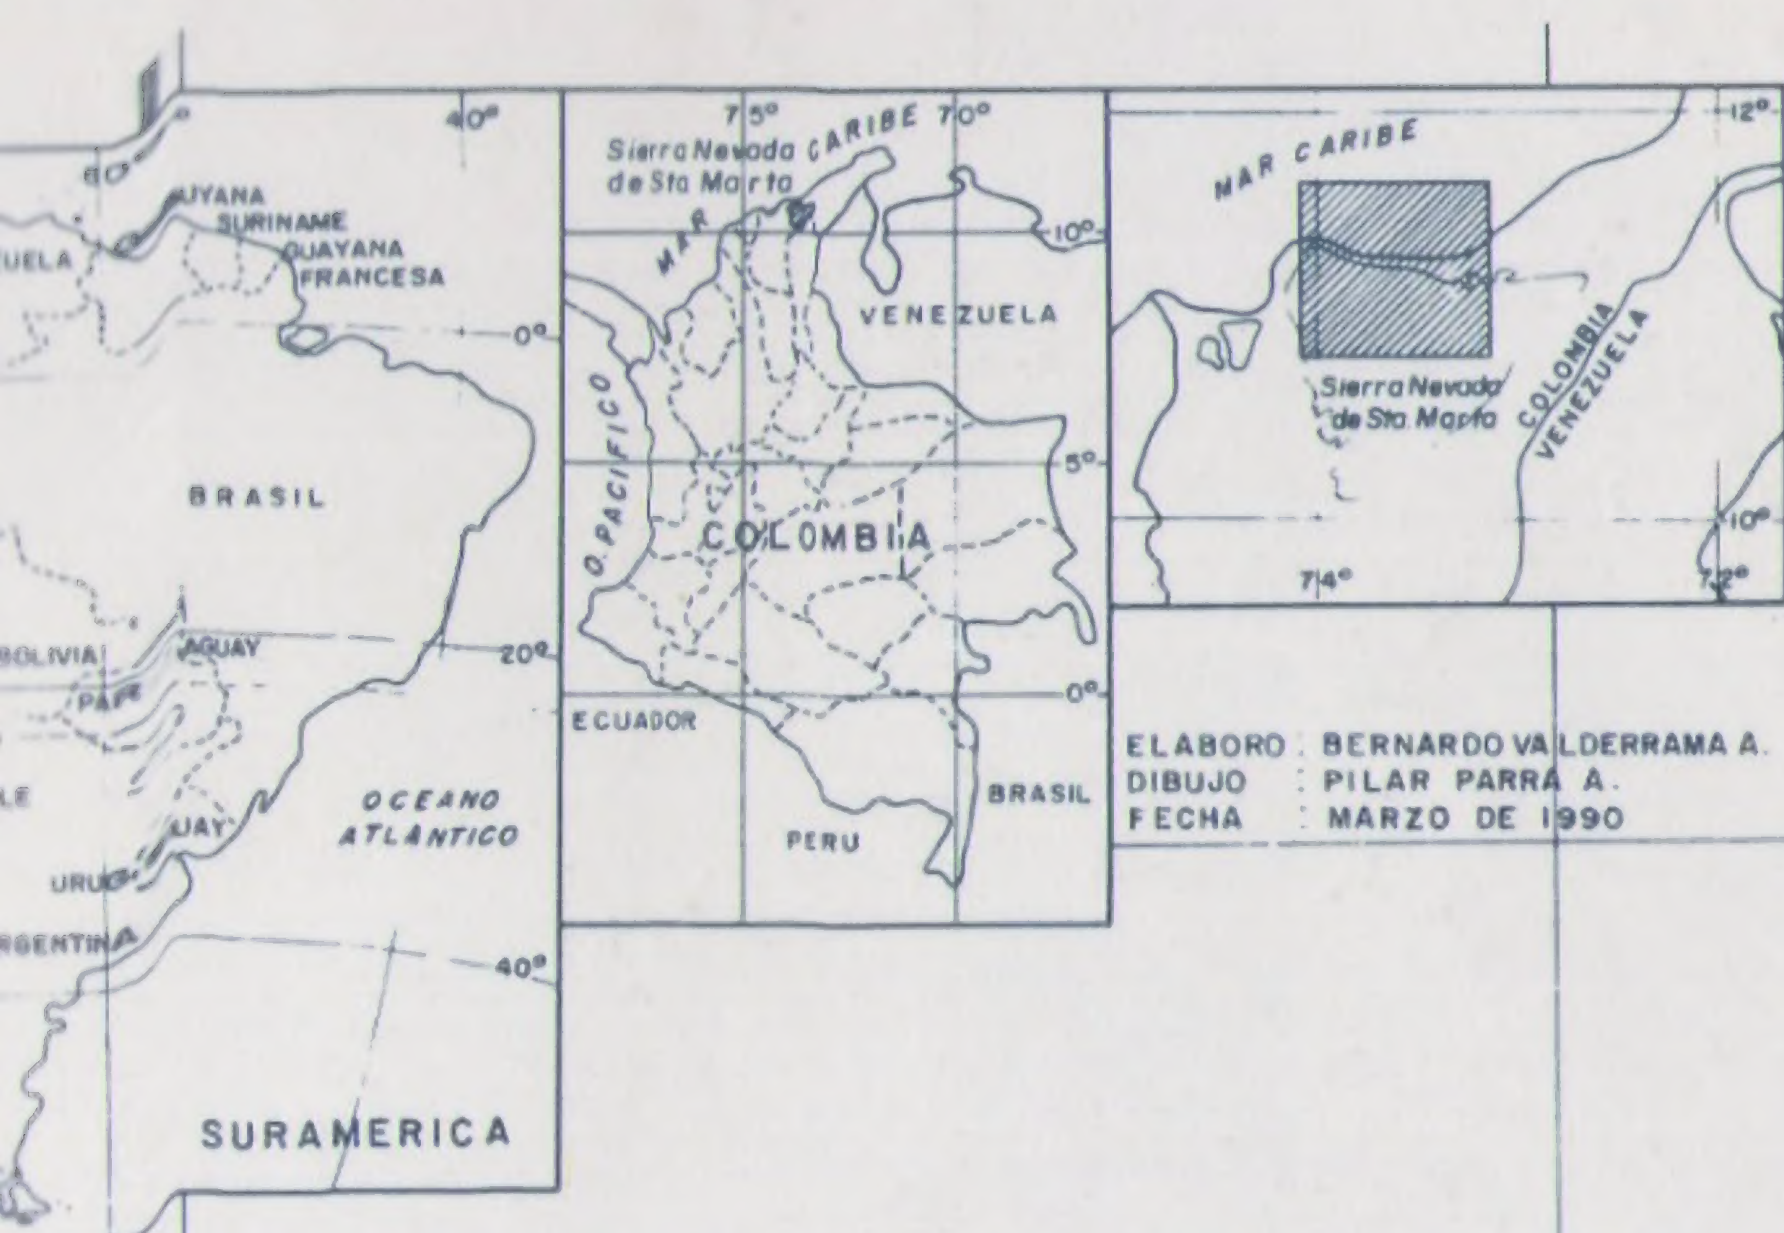 40°
60
UYANA
SURINAME
GUAYANA
FRANCESA
UELA
0°
BRASIL
BOLIVIA
AGUAY
20°
LE
UAY
URUG
OCEANO
ATLANTICO
RGENTINA
40°
SURAMERICA
75°
70°
Sierra Nevada
de Sta Marta
MAR CARIBE
10°
VENEZUELA
O. PACIFICO
5°
COLOMBIA
0°
ECUADOR
BRASIL
PERU
12°
MAR CARIBE
Sierra Nevada
de Sta Marta
COLOMBIA
VENEZUELA
10°
74°
72°
ELABORO : BERNARDO VALDERRAMA A.
DIBUJO : PILAR PARRA A.
FECHA : MARZO DE 1990